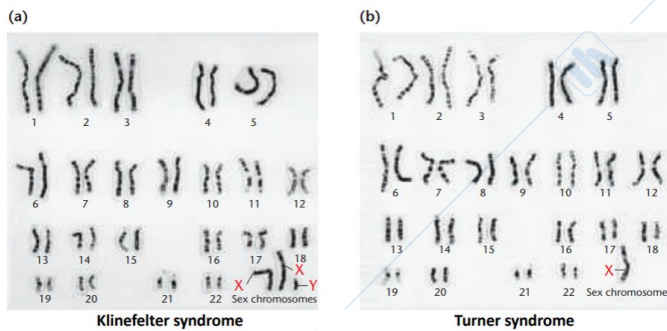 (a)
1 2 3 4 5
6 7 8 9 10 11 12
13 14 15 16 17 18
X X Y
19 20 21 22 Sex chromosomes
Klinefelter syndrome
(b)
1 2 3 4 5
6 7 8 9 10 11 12
13 14 15 16 17 18
X
19 20 21 22 Sex chromosomes
Turner syndrome